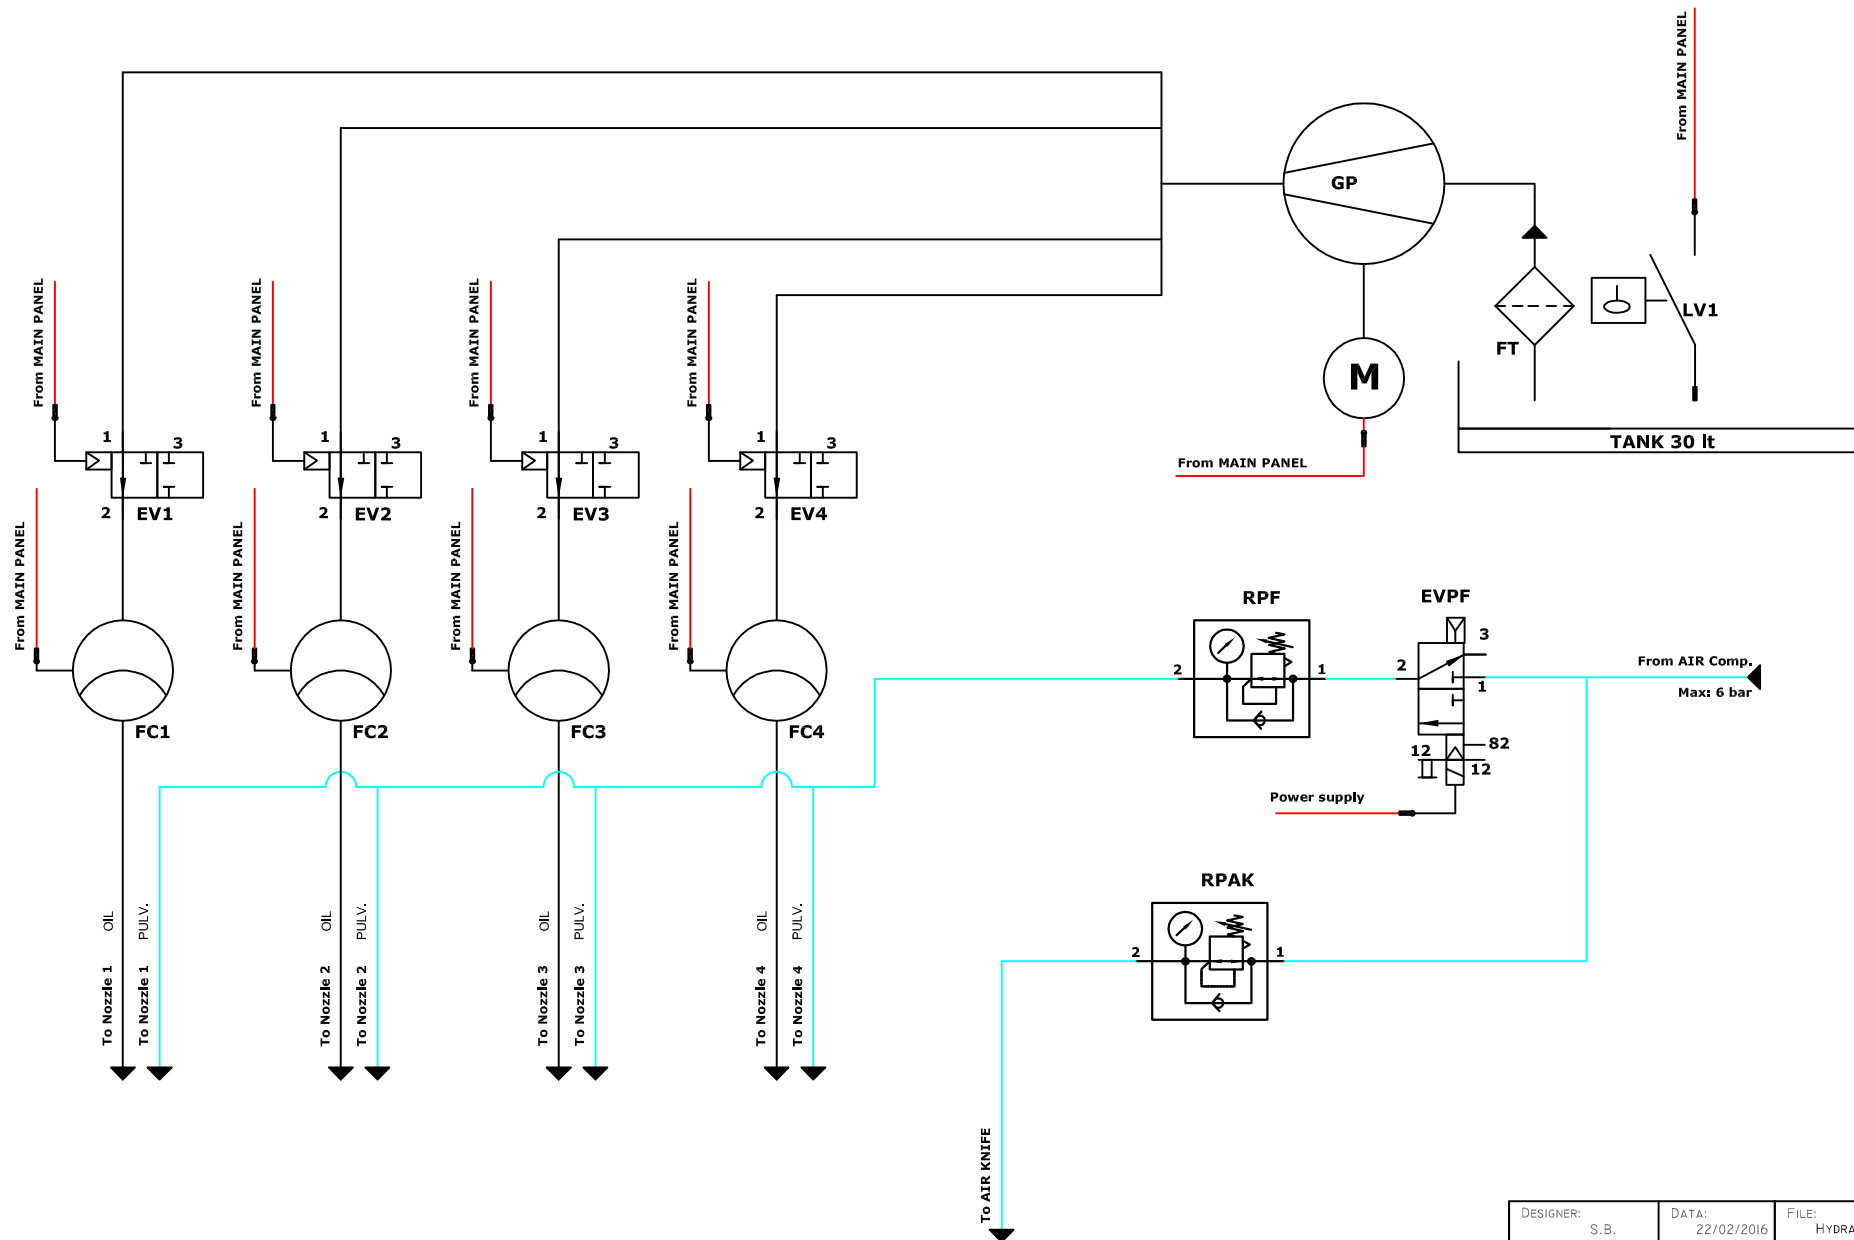 From MAIN PANEL
GP
LV1
FT
M
TANK 30 lt
From MAIN PANEL
From MAIN PANEL
From MAIN PANEL
From MAIN PANEL
From MAIN PANEL
1
3
1
3
1
3
1
3
2
EV1
2
EV2
2
EV3
2
EV4
From MAIN PANEL
From MAIN PANEL
From MAIN PANEL
From MAIN PANEL
FC1
FC2
FC3
FC4
RPF
2
1
EVPF
3
2
1
82
12
12
From AIR Comp.
Max: 6 bar
Power supply
RPAK
2
1
OIL
PULV.
OIL
PULV.
OIL
PULV.
OIL
PULV.
To Nozzle 1
To Nozzle 1
To Nozzle 2
To Nozzle 2
To Nozzle 3
To Nozzle 3
To Nozzle 4
To Nozzle 4
To AIR KNIFE
DESIGNER:
S.B.
DATA:
22/02/2016
FILE:
HYDRA